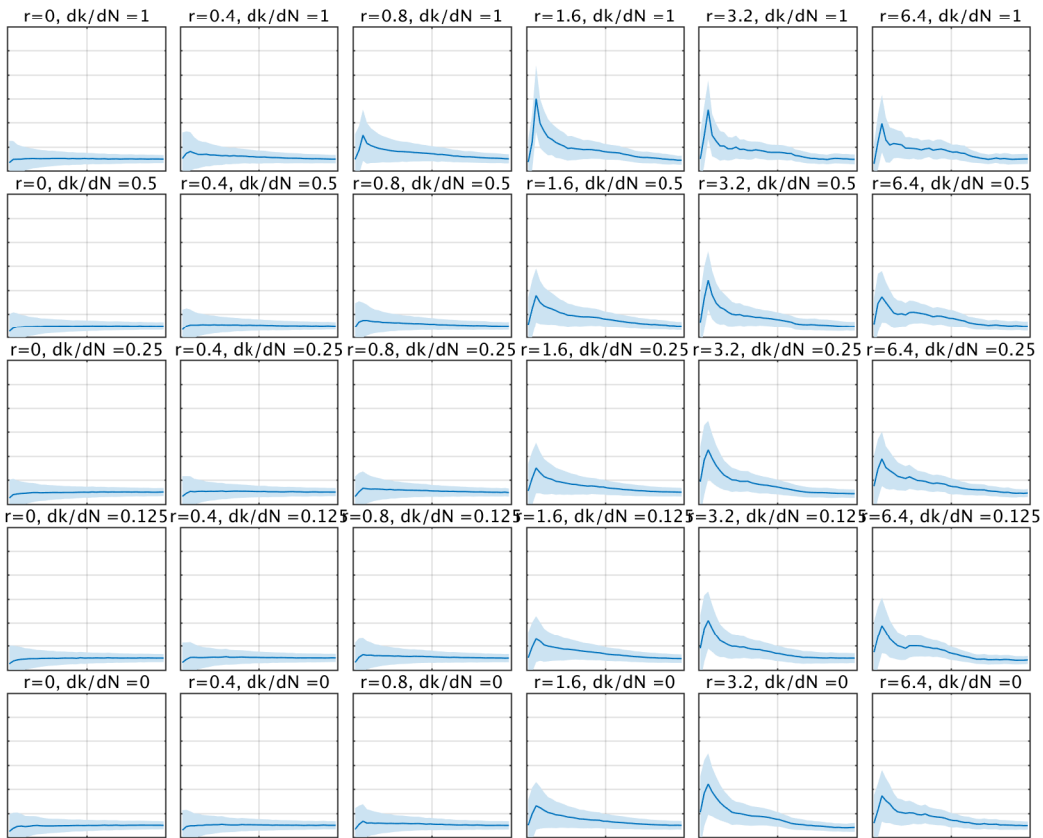 r=0, dk/dN =1 r=0.4, dk/dN =1 r=0.8, dk/dN =1 r=1.6, dk/dN =1 r=3.2, dk/dN =1 r=6.4, dk/dN =1
r=0, dk/dN =0.5 r=0.4, dk/dN =0.5 r=0.8, dk/dN =0.5 r=1.6, dk/dN =0.5 r=3.2, dk/dN =0.5 r=6.4, dk/dN =0.5
r=0, dk/dN =0.25 r=0.4, dk/dN =0.25 r=0.8, dk/dN =0.25 r=1.6, dk/dN =0.25 r=3.2, dk/dN =0.25 r=6.4, dk/dN =0.25
r=0, dk/dN =0.125 r=0.4, dk/dN =0.125 r=0.8, dk/dN =0.125 r=1.6, dk/dN =0.125 r=3.2, dk/dN =0.125 r=6.4, dk/dN =0.125
r=0, dk/dN =0 r=0.4, dk/dN =0 r=0.8, dk/dN =0 r=1.6, dk/dN =0 r=3.2, dk/dN =0 r=6.4, dk/dN =0